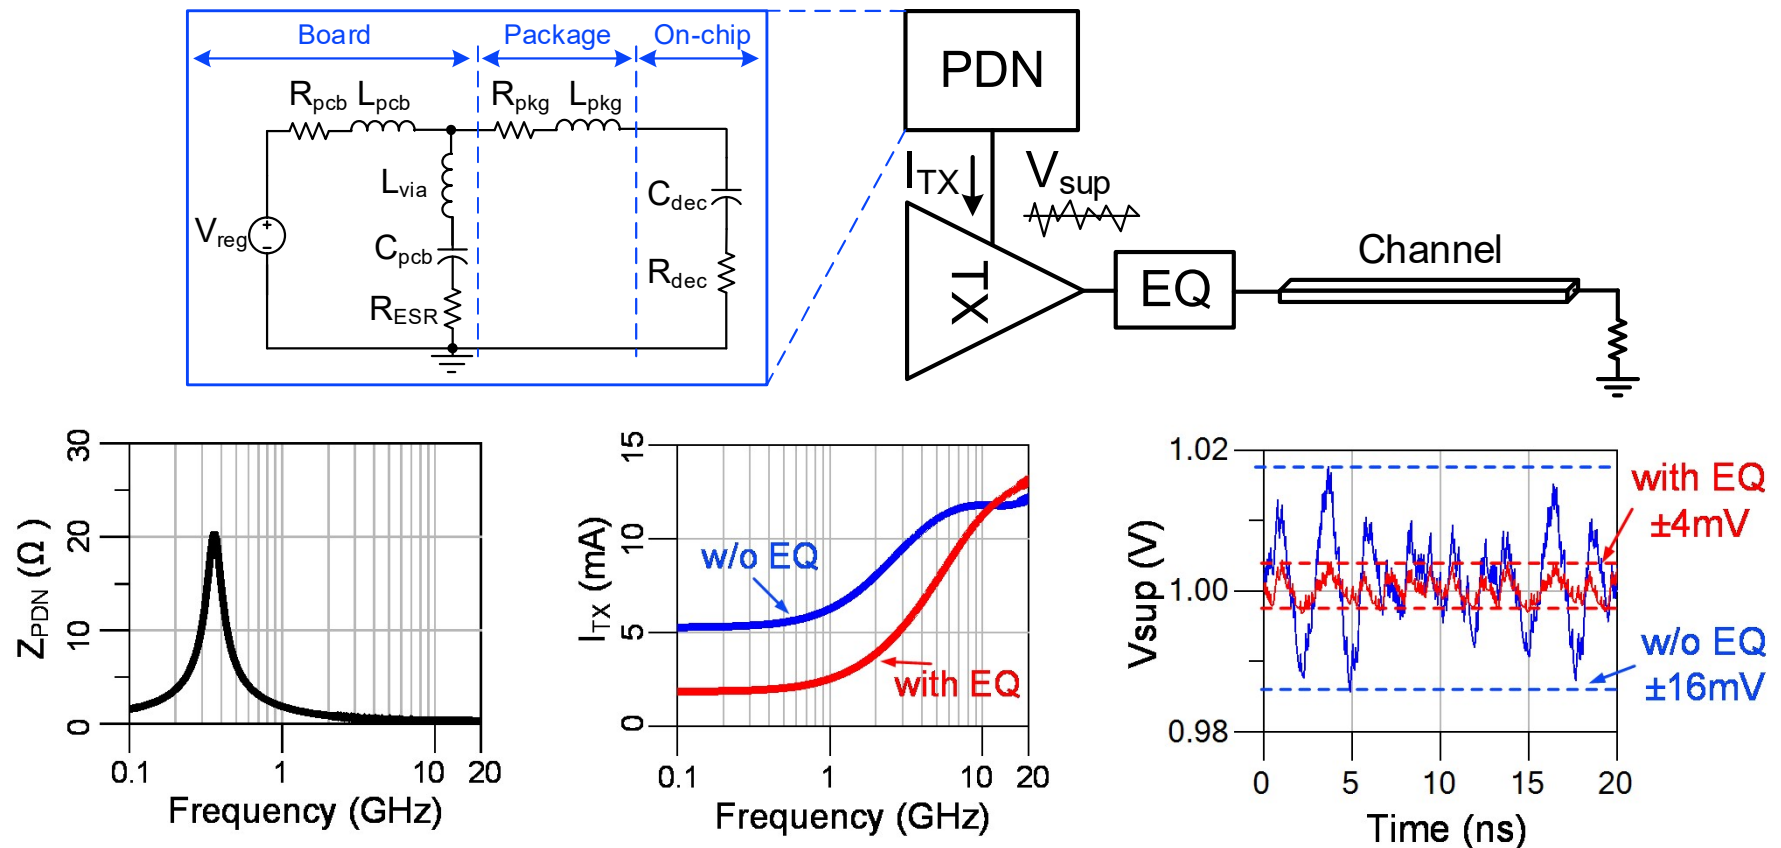 Board
Package
On-chip
PDN
Rpcb Lpcb
Rpkg Lpkg
Lvia
Cdec
Vreg
+
−
Cpcb
Rdec
RESR
ITX
Vsup
TX
EQ
Channel
ZPDN (Ω)
30
20
10
0
0.1
1
10
20
Frequency (GHz)
ITX (mA)
15
10
5
0
w/o EQ
with EQ
0.1
1
10
20
Frequency (GHz)
Vsup (V)
1.02
1.00
0.98
with EQ
±4mV
w/o EQ
±16mV
0
5
10
15
20
Time (ns)